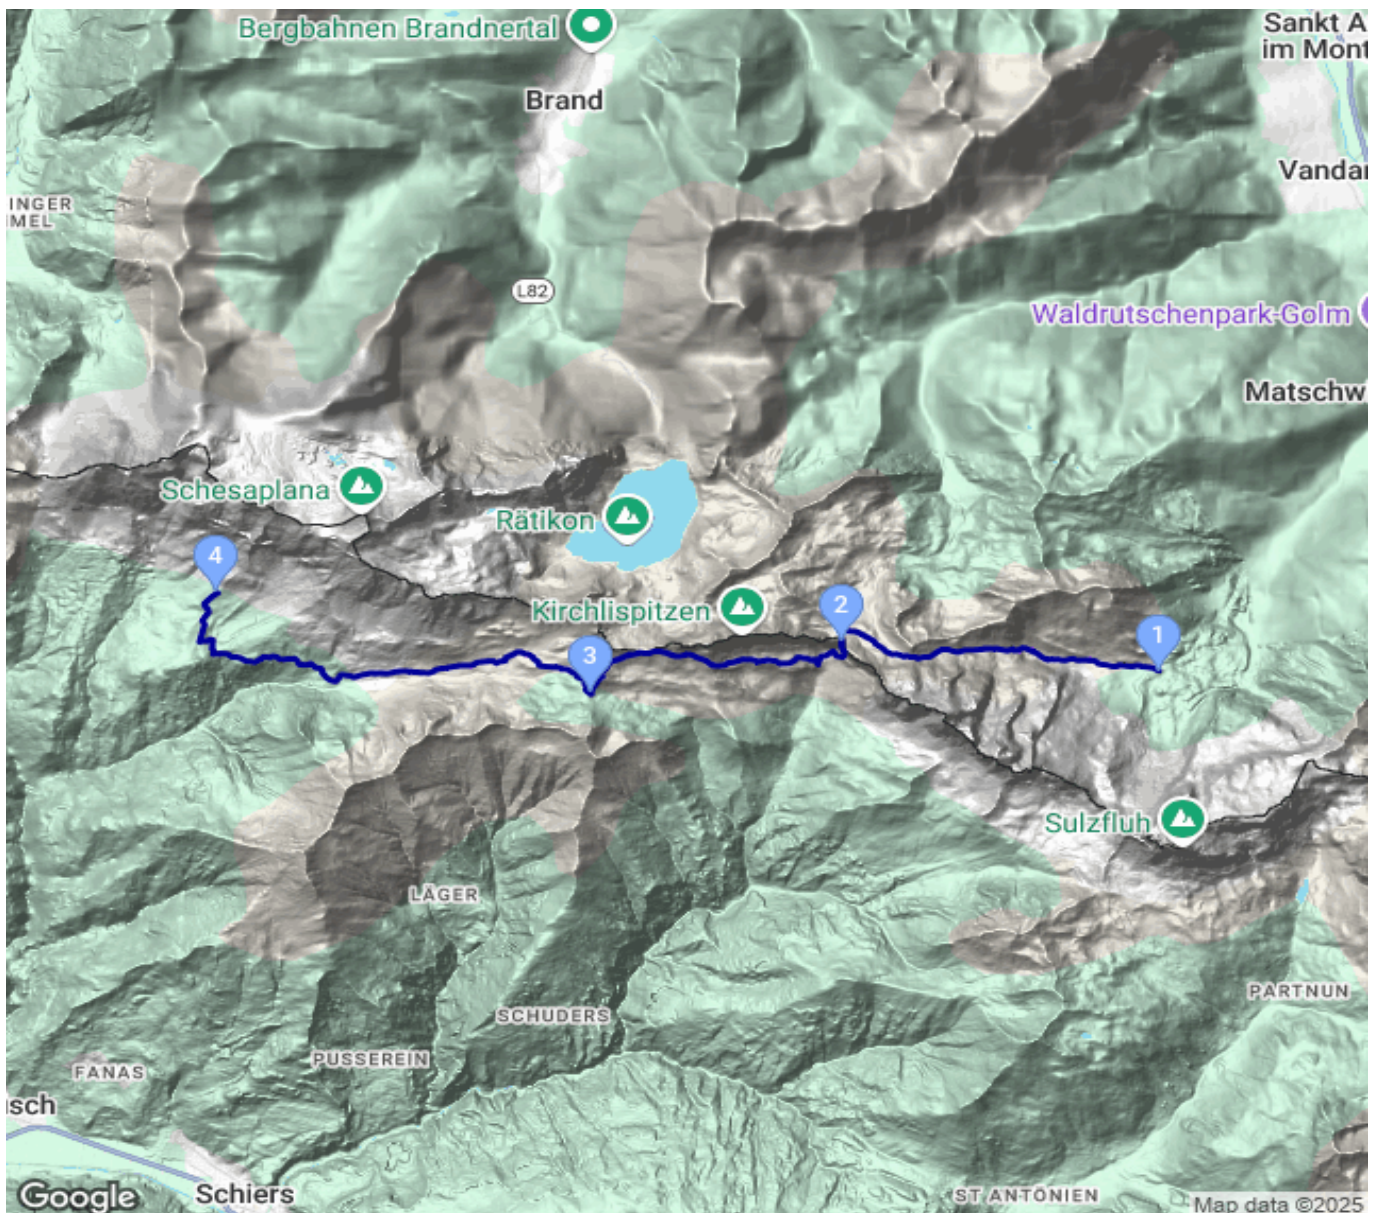 Bergbahnen Brandnertal
Sankt A
im Mont
Brand
Vandar
INGER
MEL
L82
Waldrutschenpark-Golm
Matschw
Schesaplana
Rätikon
4
Kirchlispitzen
2
1
3
Sulzfluh
LÄGER
PARTNUN
SCHUDERS
PUSSEREIN
FANAS
sch
Schiers
ST ANTÖNIEN
Google
Map data ©2025